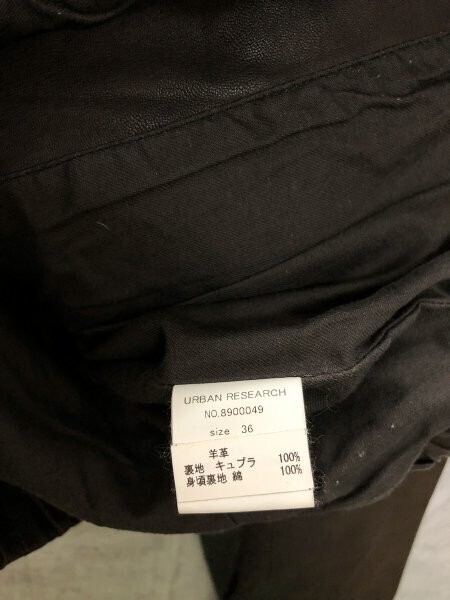 URBAN RESEARCH
NO.8900049
size 36
羊革 100%
裏地 キュプラ 100%
身頃裏地 綿